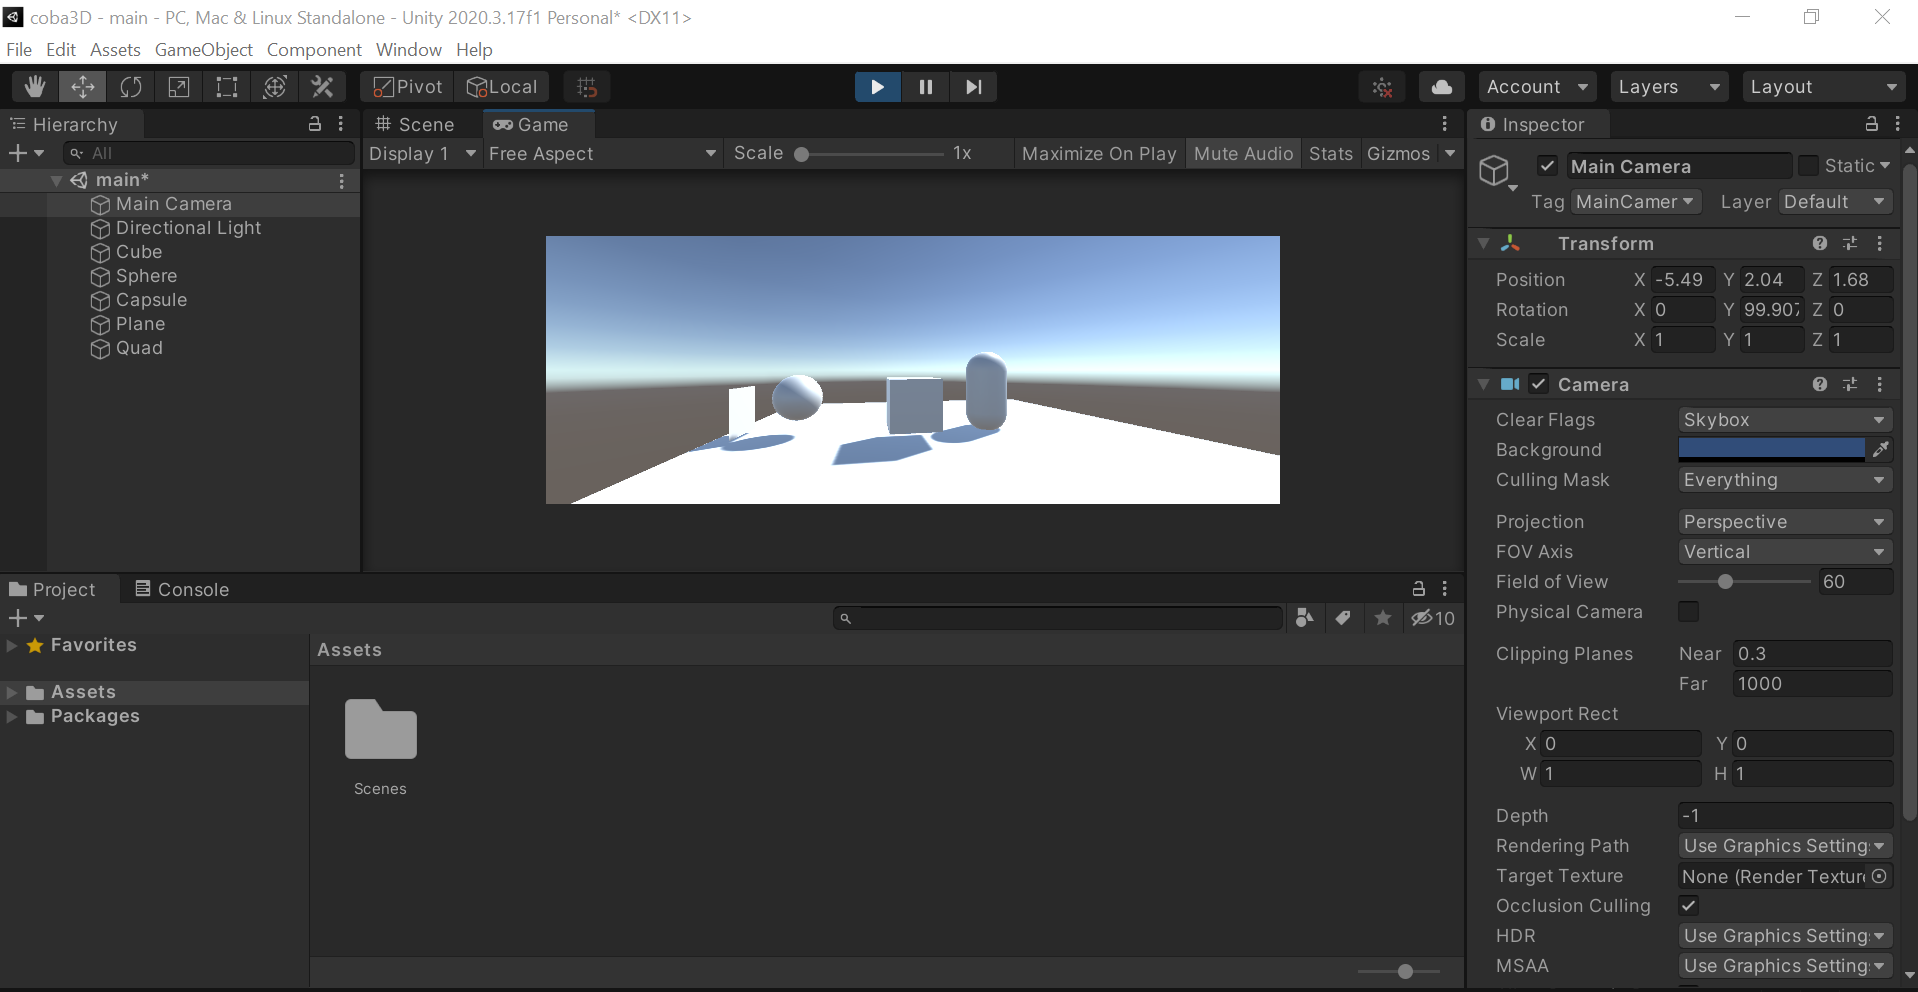 coba3D - main - PC, Mac & Linux Standalone - Unity 2020.3.17f1 Personal* <DX11>
File Edit Assets GameObject Component Window Help
Pivot Local Account Layers Layout
Hierarchy
All
main*
Main Camera
Directional Light
Cube
Sphere
Capsule
Plane
Quad
Scene Game
Display 1 Free Aspect Scale 1x Maximize On Play Mute Audio Stats Gizmos
Inspector
Main Camera Static
Tag MainCamer Layer Default
Transform
Position X -5.49 Y 2.04 Z 1.68
Rotation X 0 Y 99.907 Z 0
Scale X 1 Y 1 Z 1
Camera
Clear Flags Skybox
Background
Culling Mask Everything
Projection Perspective
FOV Axis Vertical
Field of View 60
Physical Camera
Clipping Planes Near 0.3
Far 1000
Viewport Rect
X 0 Y 0
W 1 H 1
Depth -1
Rendering Path Use Graphics Setting
Target Texture None (Render Texture
Occlusion Culling
HDR Use Graphics Setting
MSAA Use Graphics Setting
Project Console
10
Favorites
Assets
Packages
Assets
Scenes